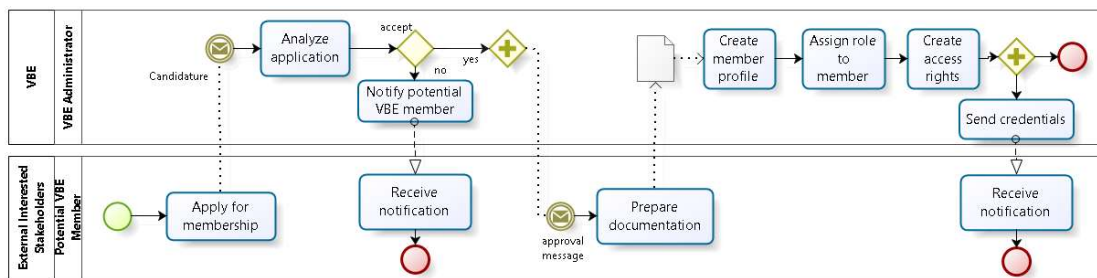 VBE
VBE Administrator
Candidature
Analyze
application
accept
yes
no
Notify potential
VBE member
Create
member
profile
Assign role
to
member
Create
access
rights
Send credentials
External Interested
Stakeholders
Potential VBE
Member
Apply for
membership
Receive
notification
approval
message
Prepare
documentation
Receive
notification